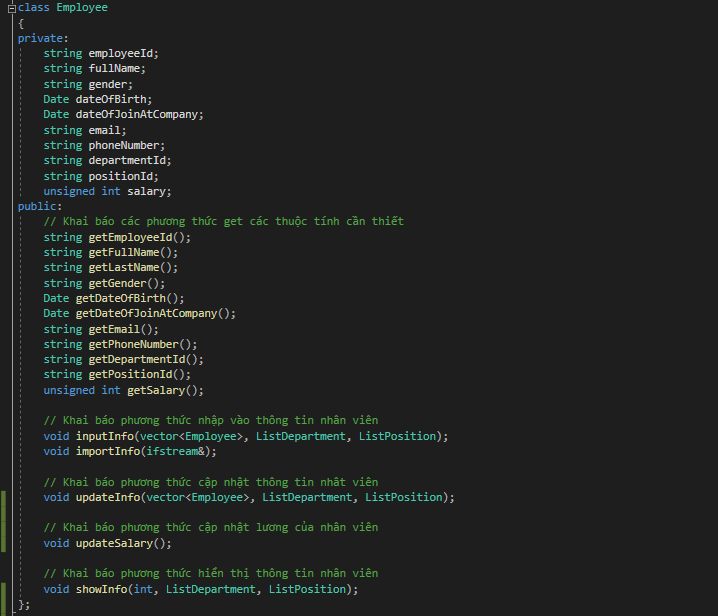 class Employee
{
private:
    string employeeId;
    string fullName;
    string gender;
    Date dateOfBirth;
    Date dateOfJoinAtCompany;
    string email;
    string phoneNumber;
    string departmentId;
    string positionId;
    unsigned int salary;
public:
    // Khai báo các phương thức get các thuộc tính cần thiết
    string getEmployeeId();
    string getFullName();
    string getLastName();
    string getGender();
    Date getDateOfBirth();
    Date getDateOfJoinAtCompany();
    string getEmail();
    string getPhoneNumber();
    string getDepartmentId();
    string getPositionId();
    unsigned int getSalary();
    // Khai báo phương thức nhập vào thông tin nhân viên
    void inputInfo(vector<Employee>, ListDepartment, ListPosition);
    void importInfo(ifstream&);
    // Khai báo phương thức cập nhật thông tin nhât viên
    void updateInfo(vector<Employee>, ListDepartment, ListPosition);
    // Khai báo phương thức cập nhật lương của nhân viên
    void updateSalary();
    // Khai báo phương thức hiển thị thông tin nhân viên
    void showInfo(int, ListDepartment, ListPosition);
};